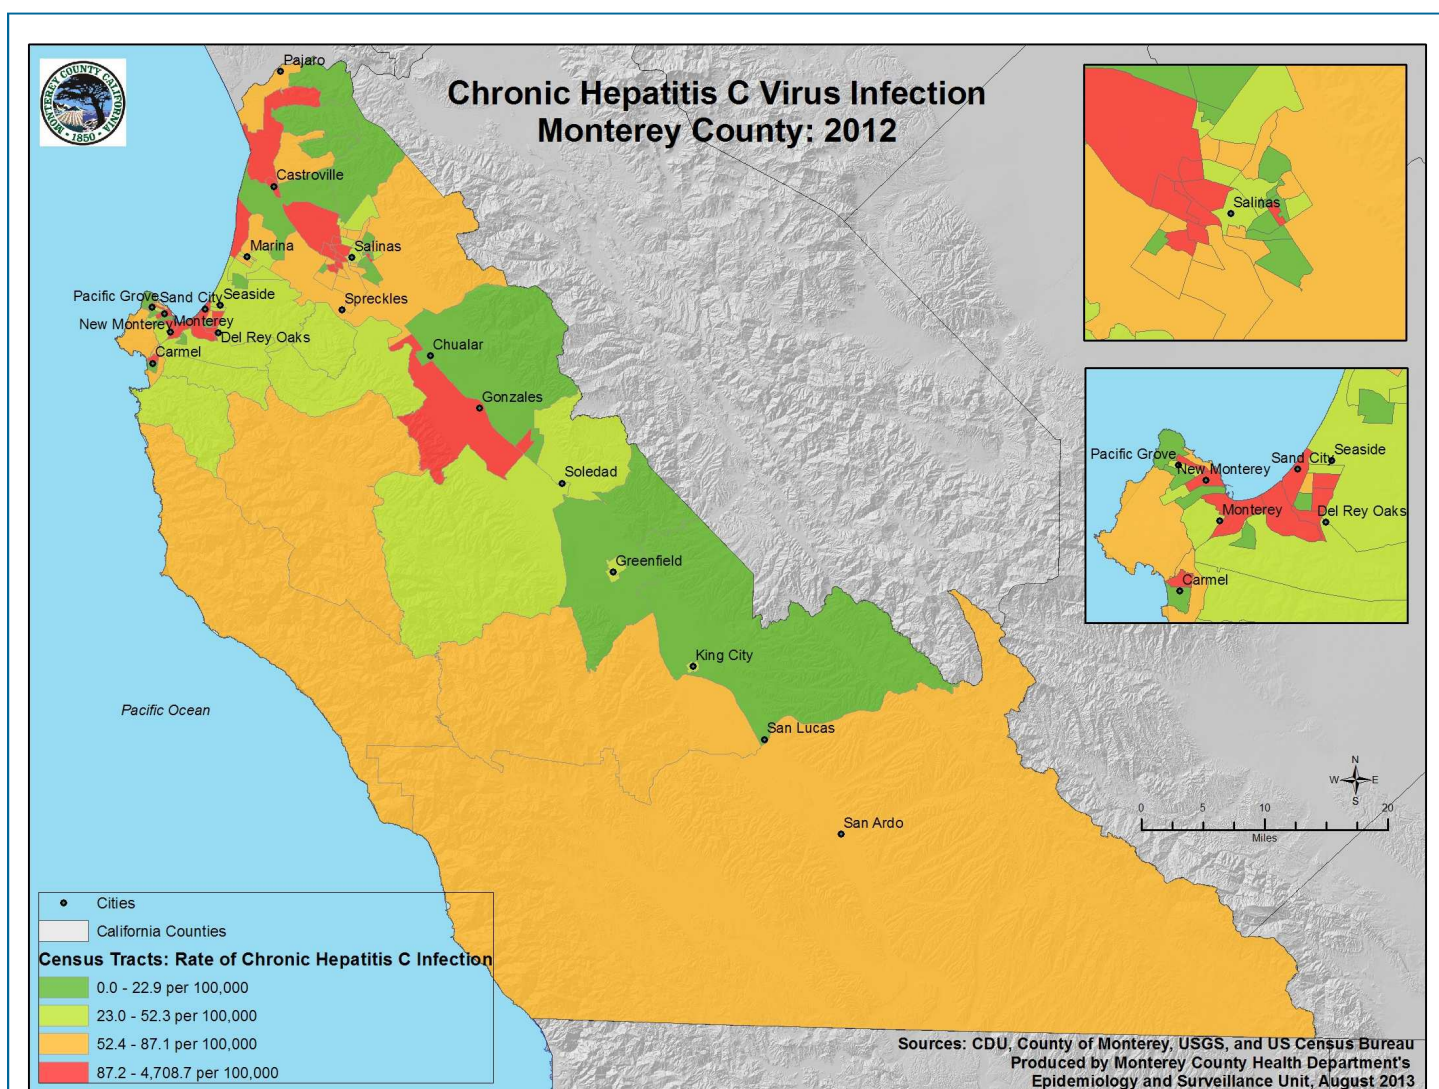 Chronic Hepatitis C Virus Infection
Monterey County: 2012
MONTEREY COUNTY CALIFORNIA
· 1850 ·
Pajaro
Castroville
Marina
Salinas
Pacific Grove
Sand City
Seaside
Spreckles
New Monterey
Monterey
Del Rey Oaks
Carmel
Chualar
Gonzales
Soledad
Greenfield
King City
San Lucas
San Ardo
Pacific Ocean
Salinas
Pacific Grove
New Monterey
Sand City
Seaside
Monterey
Del Rey Oaks
Carmel
N
W
E
S
0 5 10 20
Miles
Cities
California Counties
Census Tracts: Rate of Chronic Hepatitis C Infection
0.0 - 22.9 per 100,000
23.0 - 52.3 per 100,000
52.4 - 87.1 per 100,000
87.2 - 4,708.7 per 100,000
Sources: CDU, County of Monterey, USGS, and US Census Bureau
Produced by Monterey County Health Department's
Epidemiology and Surveillance Unit, August 2013